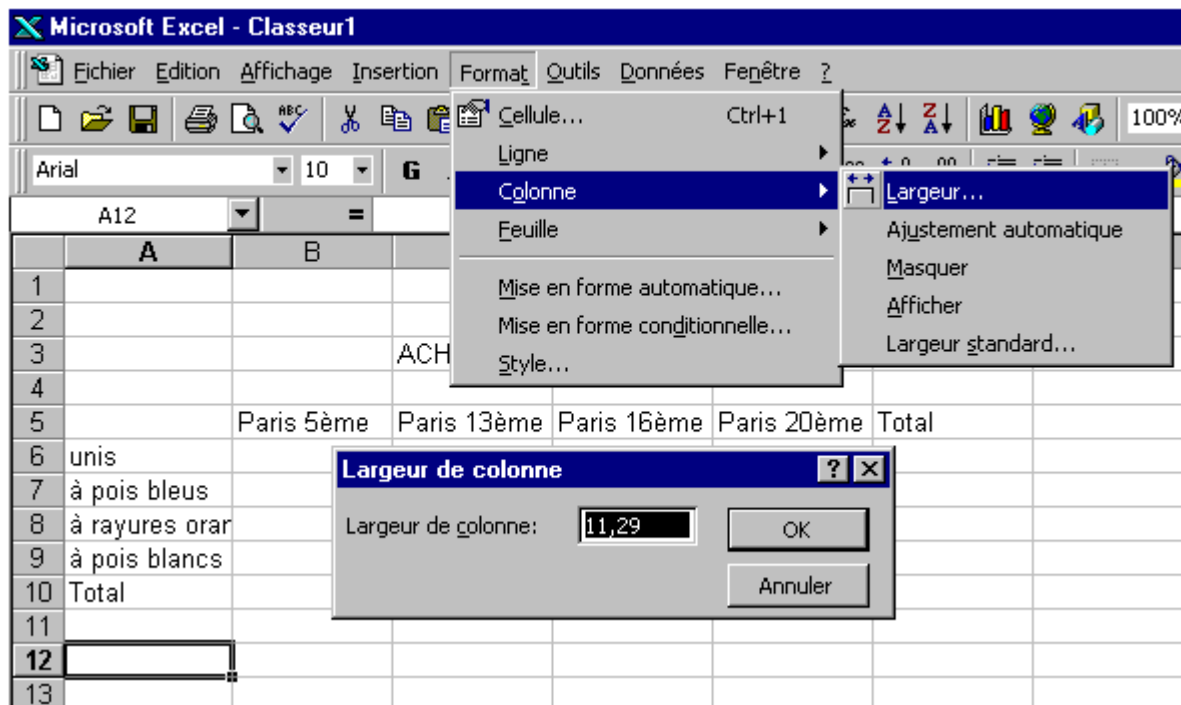 Microsoft Excel - Classeur1
Fichier Edition Affichage Insertion Format Outils Données Fenêtre ?
ABC
A Z
Z A
100%
Arial 10 G
Cellule... Ctrl+1
Ligne
Colonne
Feuille
Mise en forme automatique...
Mise en forme conditionnelle...
Style...
Largeur...
Ajustement automatique
Masquer
Afficher
Largeur standard...
A12 =
A B
1
2
3 ACH
4
5 Paris 5ème Paris 13ème Paris 16ème Paris 20ème Total
6 unis
7 à pois bleus
8 à rayures orar
9 à pois blancs
10 Total
11
12
13
Largeur de colonne ?
Largeur de colonne: 11,29 OK
Annuler